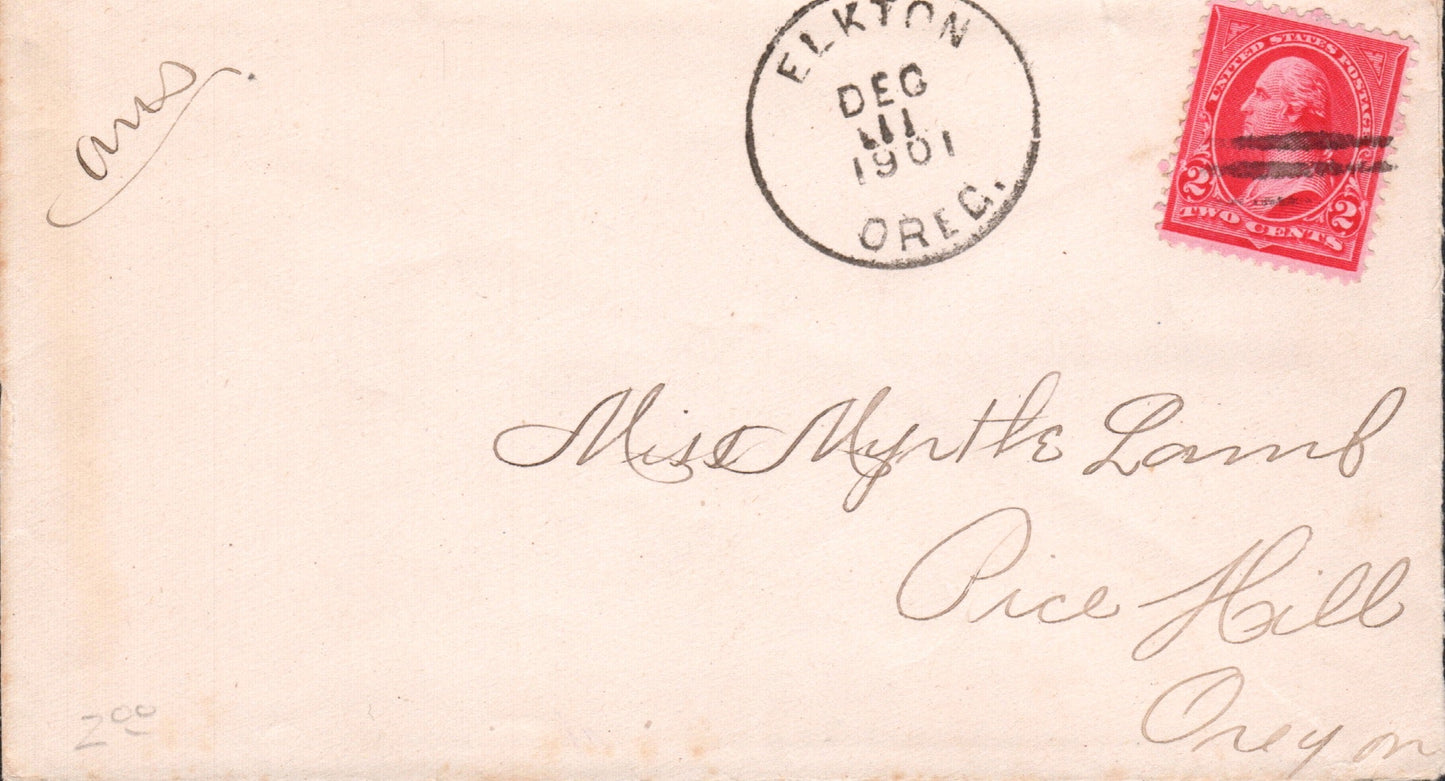 ans.
ELKTON
DEC
11
1901
OREG.
UNITED STATES POSTAGE
2 2
TWO CENTS
Miss Myrtle Lamb
Rice Hill
Oregon
2 00